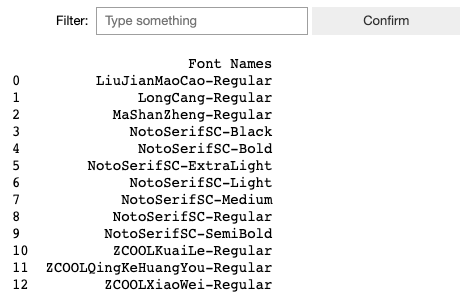 Filter: Type something Confirm
Font Names
0 LiuJianMaoCao-Regular
1 LongCang-Regular
2 MaShanZheng-Regular
3 NotoSerifSC-Black
4 NotoSerifSC-Bold
5 NotoSerifSC-ExtraLight
6 NotoSerifSC-Light
7 NotoSerifSC-Medium
8 NotoSerifSC-Regular
9 NotoSerifSC-SemiBold
10 ZCOOLKuaiLe-Regular
11 ZCOOLQingKeHuangYou-Regular
12 ZCOOLXiaoWei-Regular